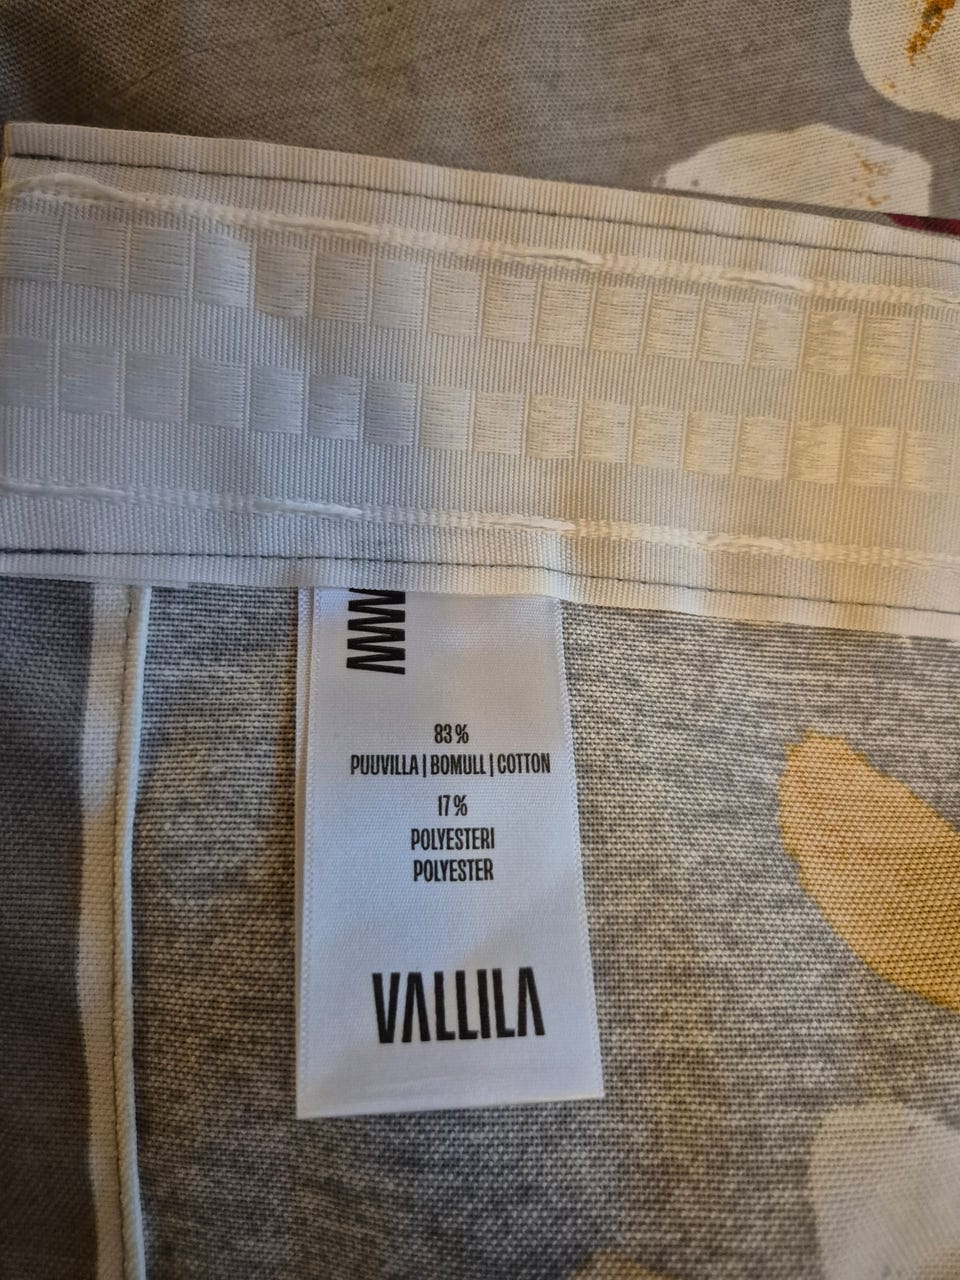 83 %
PUUVILLA | BOMULL | COTTON
17 %
POLYESTERI
POLYESTER
VALLILA